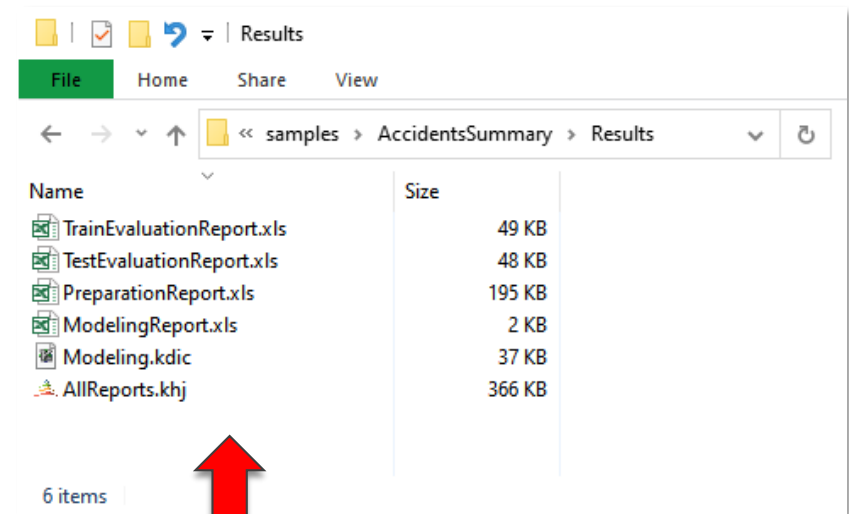 Results
File Home Share View
« samples > AccidentsSummary > Results
Name Size
TrainEvaluationReport.xls 49 KB
TestEvaluationReport.xls 48 KB
PreparationReport.xls 195 KB
ModelingReport.xls 2 KB
Modeling.kdic 37 KB
AllReports.khj 366 KB
6 items